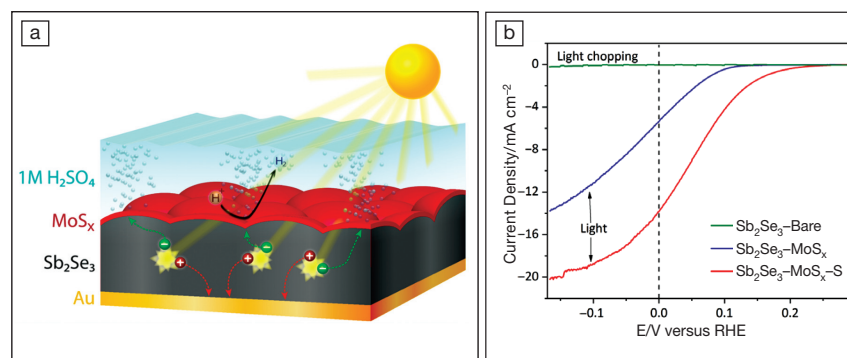 a
1M H₂SO₄
MoSₓ
Sb₂Se₃
Au
H⁺
H₂
−
+
−
+
+
−
b
Light chopping
Current Density/mA cm⁻²
0
−4
−8
−12
−16
−20
Light
Sb₂Se₃–Bare
Sb₂Se₃–MoSₓ
Sb₂Se₃–MoSₓ–S
−0.1
0.0
0.1
0.2
E/V versus RHE